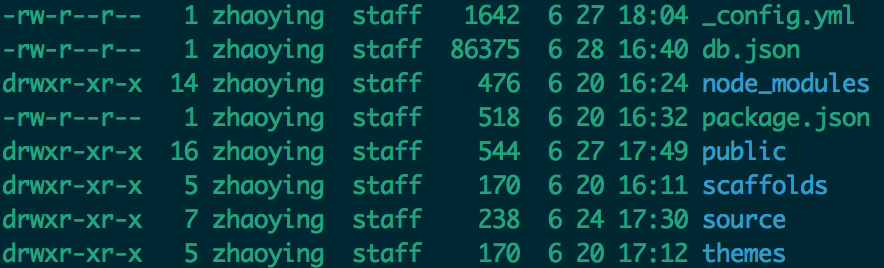 -rw-r--r--   1 zhaoying  staff   1642  6 27 18:04 _config.yml
-rw-r--r--   1 zhaoying  staff  86375  6 28 16:40 db.json
drwxr-xr-x  14 zhaoying  staff    476  6 20 16:24 node_modules
-rw-r--r--   1 zhaoying  staff    518  6 20 16:32 package.json
drwxr-xr-x  16 zhaoying  staff    544  6 27 17:49 public
drwxr-xr-x   5 zhaoying  staff    170  6 20 16:11 scaffolds
drwxr-xr-x   7 zhaoying  staff    238  6 24 17:30 source
drwxr-xr-x   5 zhaoying  staff    170  6 20 17:12 themes